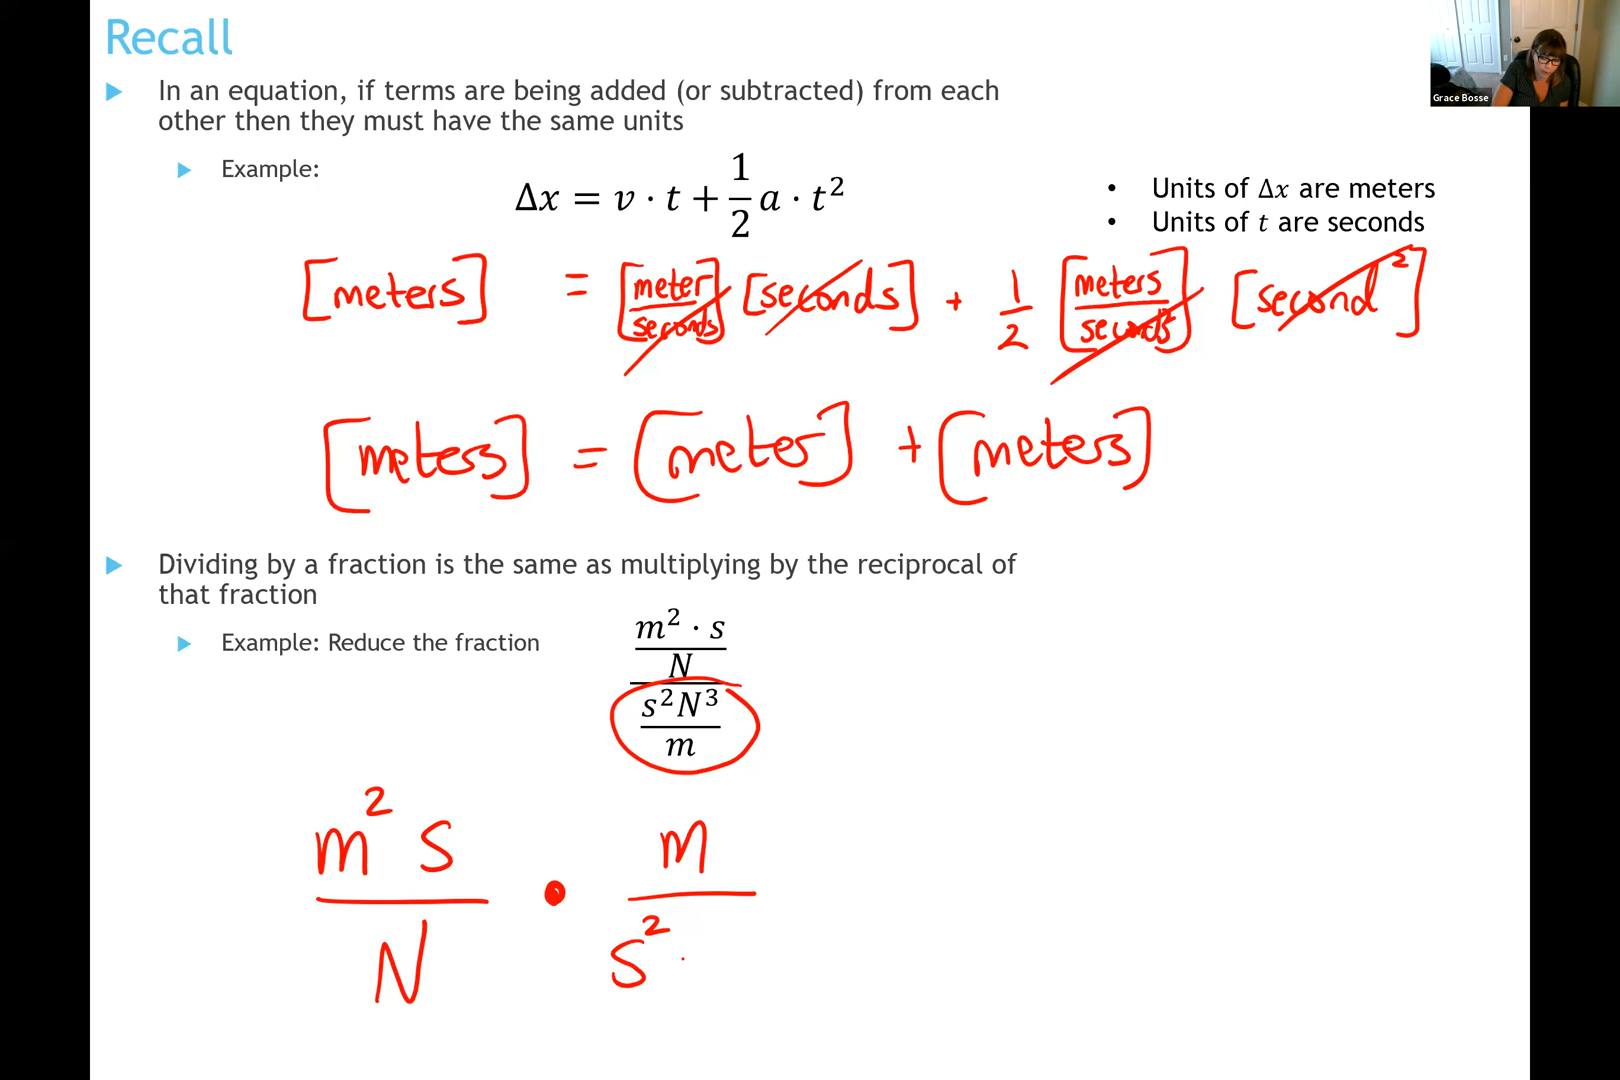 Recall
Grace Bosse
▶ In an equation, if terms are being added (or subtracted) from each
other then they must have the same units
▶ Example:
Δx = v · t + 1/2 a · t²
• Units of Δx are meters
• Units of t are seconds
[meters] = [meter/seconds] [seconds] + 1/2 [meters/seconds²] [second²]
[meters] = [meter] + [meters]
▶ Dividing by a fraction is the same as multiplying by the reciprocal of
that fraction
▶ Example: Reduce the fraction
m² · s
N
s²N³
m
m² s • m
N s² ·